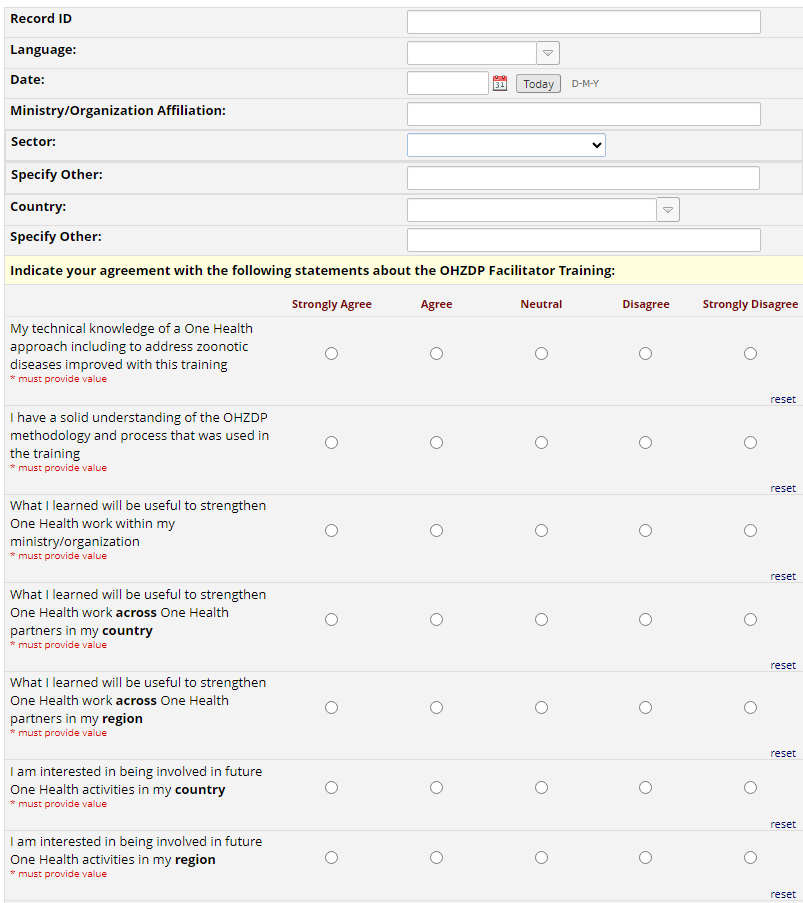 Record ID
Language:
Date:
31 Today D-M-Y
Ministry/Organization Affiliation:
Sector:
Specify Other:
Country:
Specify Other:
Indicate your agreement with the following statements about the OHZDP Facilitator Training:
Strongly Agree Agree Neutral Disagree Strongly Disagree
My technical knowledge of a One Health
approach including to address zoonotic
diseases improved with this training
* must provide value
reset
I have a solid understanding of the OHZDP
methodology and process that was used in
the training
* must provide value
reset
What I learned will be useful to strengthen
One Health work within my
ministry/organization
* must provide value
reset
What I learned will be useful to strengthen
One Health work across One Health
partners in my country
* must provide value
reset
What I learned will be useful to strengthen
One Health work across One Health
partners in my region
* must provide value
reset
I am interested in being involved in future
One Health activities in my country
* must provide value
reset
I am interested in being involved in future
One Health activities in my region
* must provide value
reset